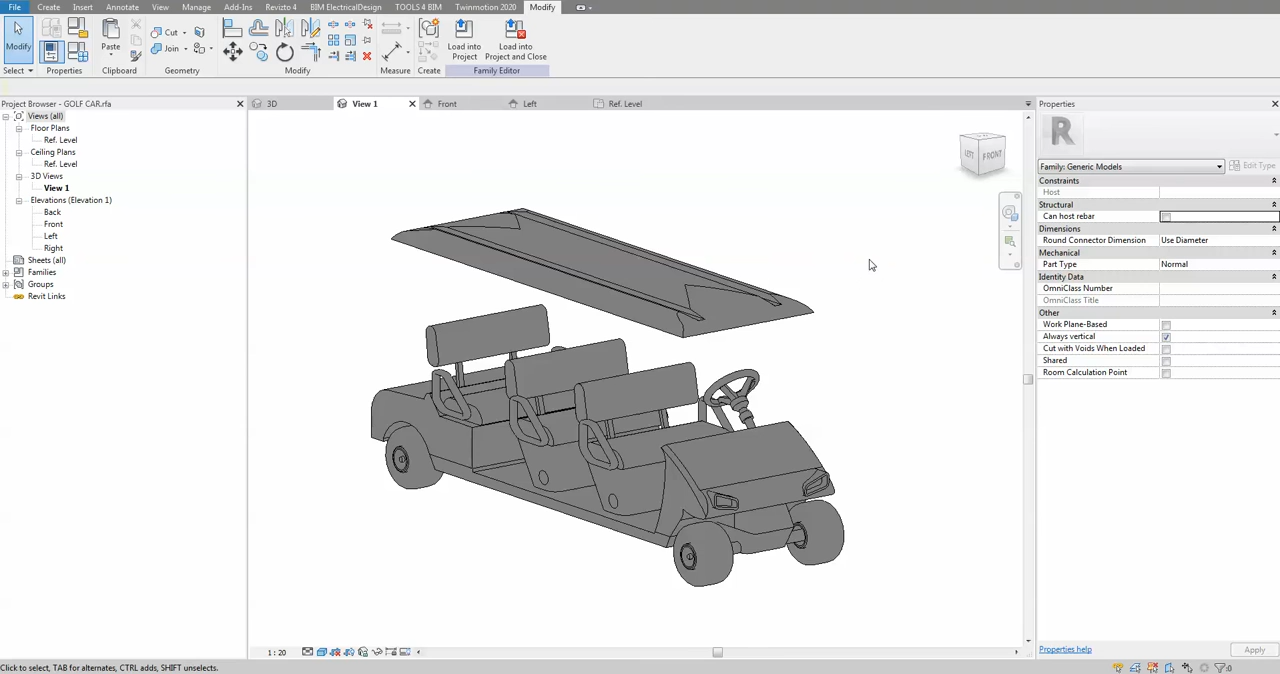 File Create Insert Annotate View Manage Add-Ins Revizto 4 BIM ElectricalDesign TOOLS 4 BIM Twinmotion 2020 Modify
Modify Paste Cut Join Load into Project Load into Project and Close
Select Properties Clipboard Geometry Modify Measure Create Family Editor
Project Browser - GOLF CAR.rfa
3D View 1 Front Left Ref. Level
Properties
Views (all)
Floor Plans
Ref. Level
Ceiling Plans
Ref. Level
3D Views
View 1
Elevations (Elevation 1)
Back
Front
Left
Right
Sheets (all)
Families
Groups
Revit Links
LEFT FRONT
R
Family: Generic Models Edit Type
Constraints
Host
Structural
Can host rebar
Dimensions
Round Connector Dimension Use Diameter
Mechanical
Part Type Normal
Identity Data
OmniClass Number
OmniClass Title
Other
Work Plane-Based
Always vertical
Cut with Voids When Loaded
Shared
Room Calculation Point
Properties help Apply
1 : 20
Click to select, TAB for alternates, CTRL adds, SHIFT unselects.
:0